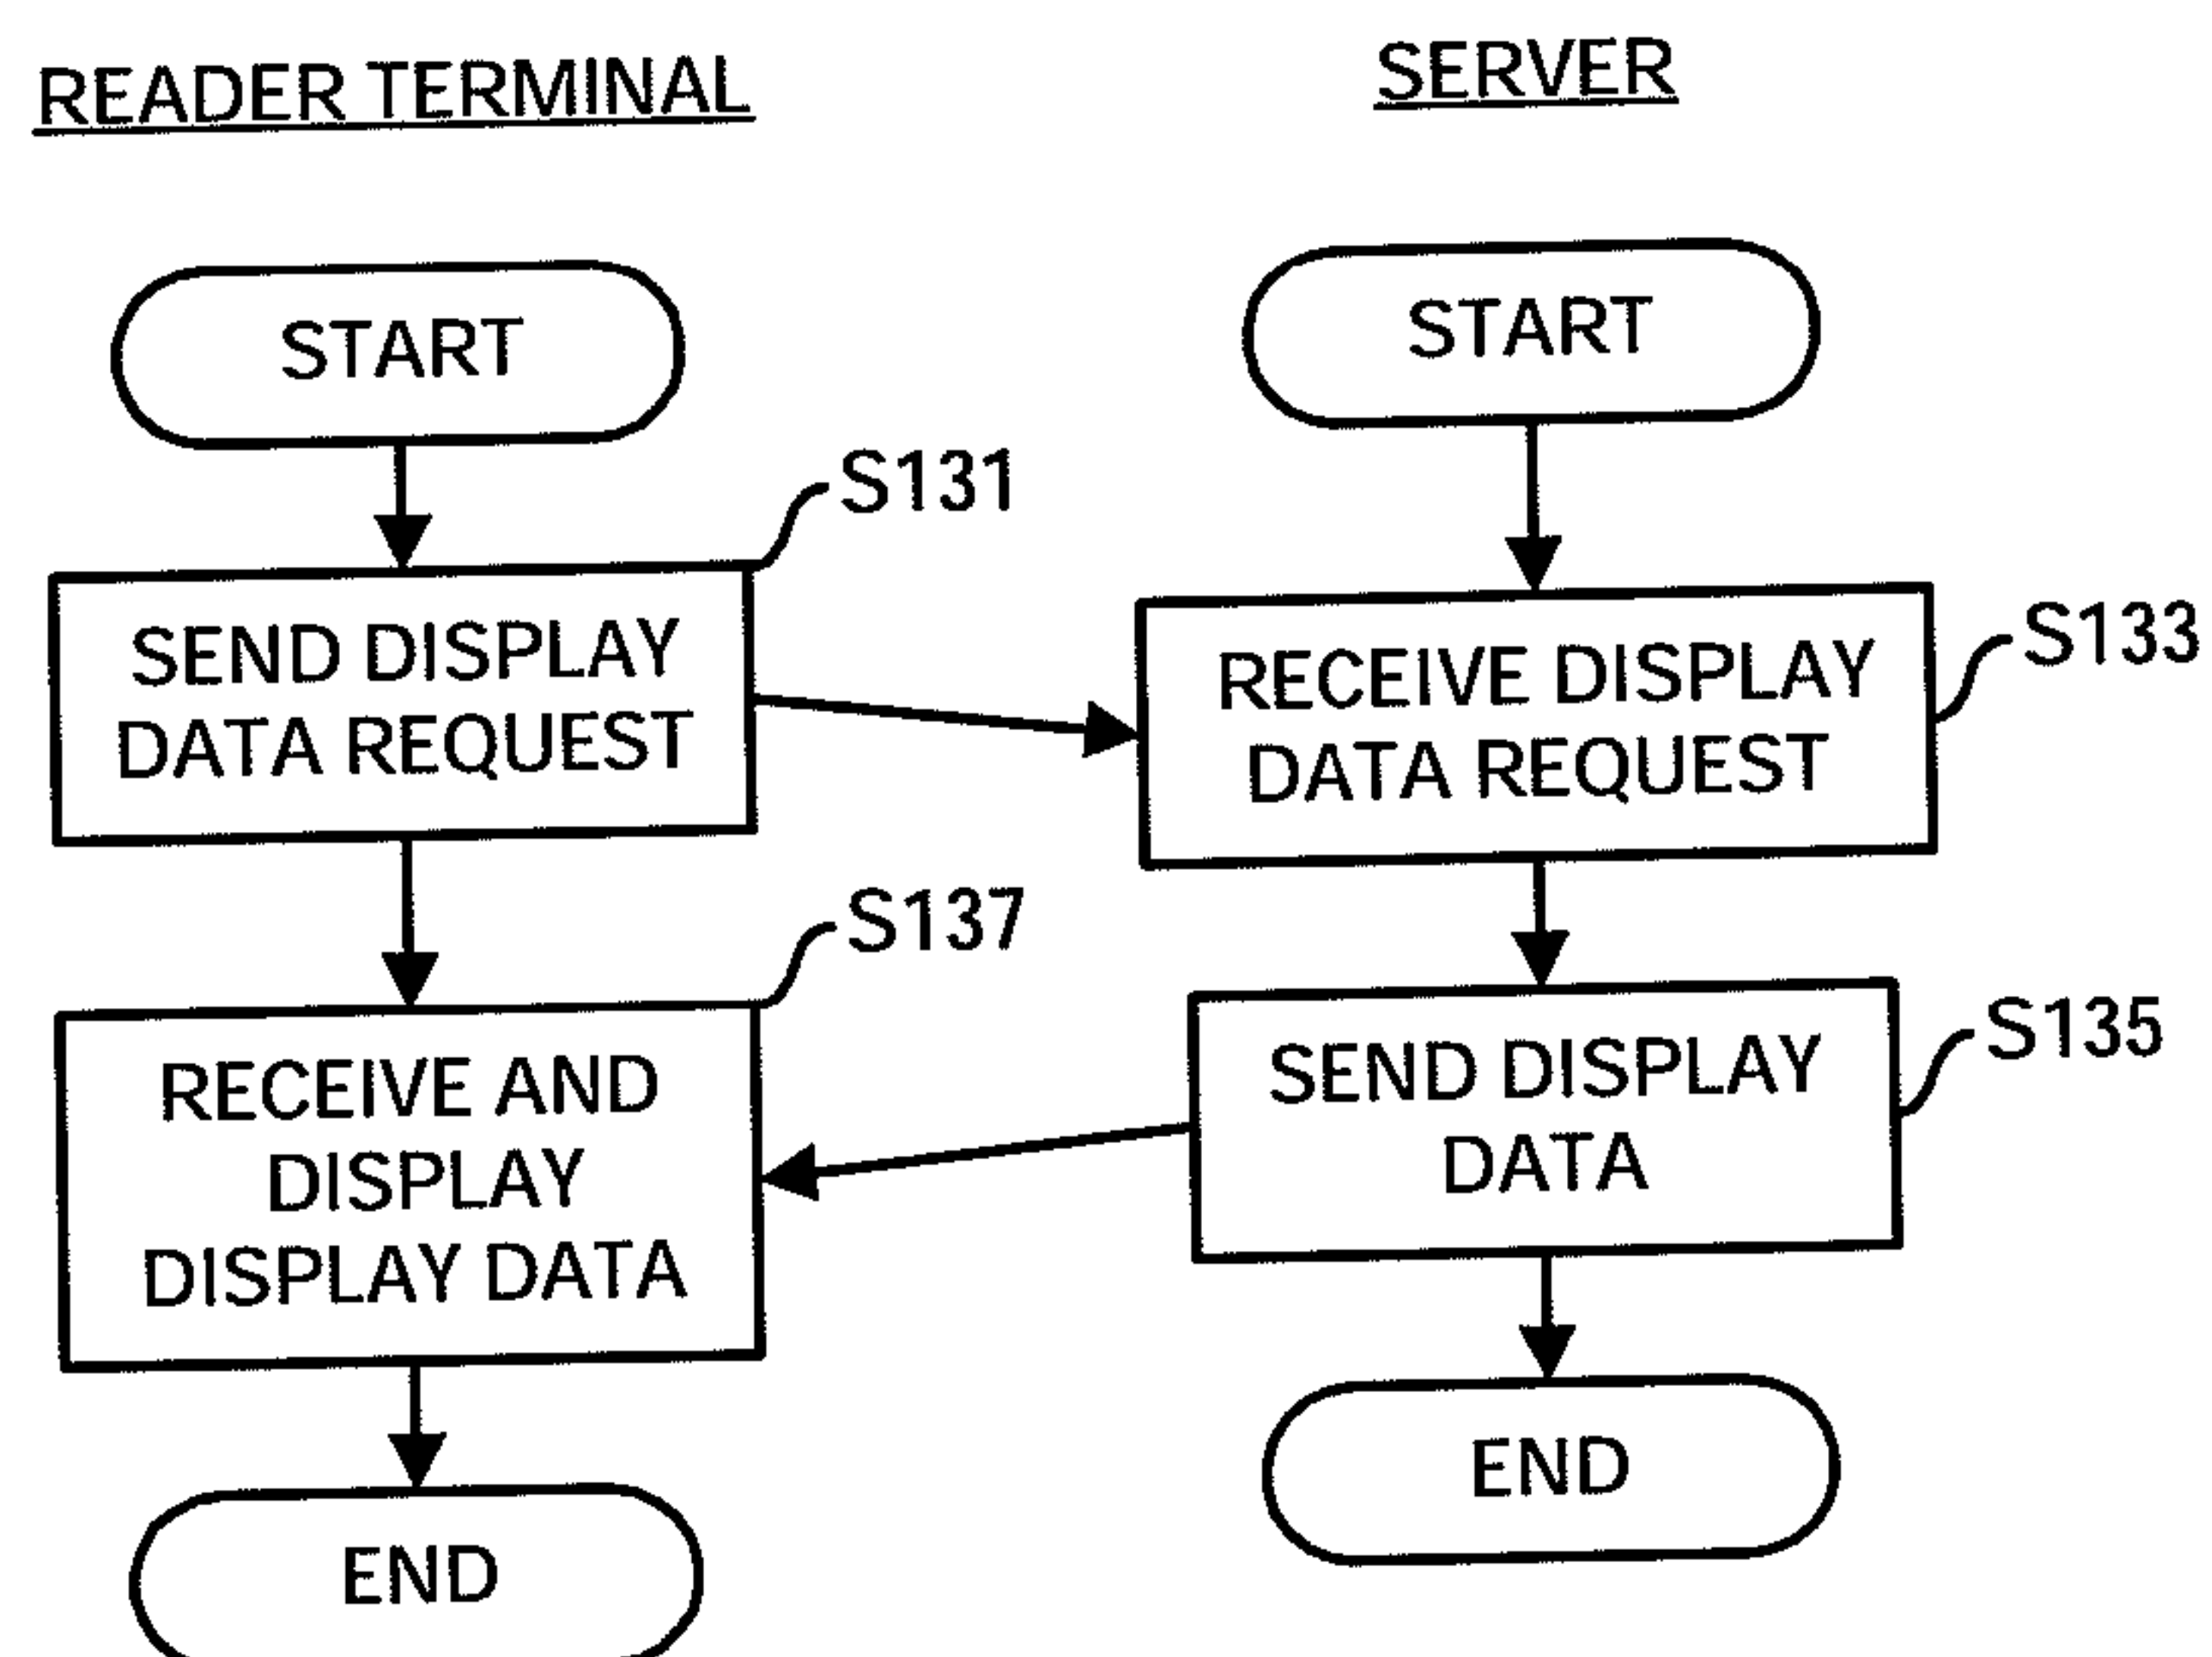 READER TERMINAL
START
S131
SEND DISPLAY
DATA REQUEST
S137
RECEIVE AND
DISPLAY
DISPLAY DATA
END
SERVER
START
RECEIVE DISPLAY
DATA REQUEST
S133
SEND DISPLAY
DATA
S135
END